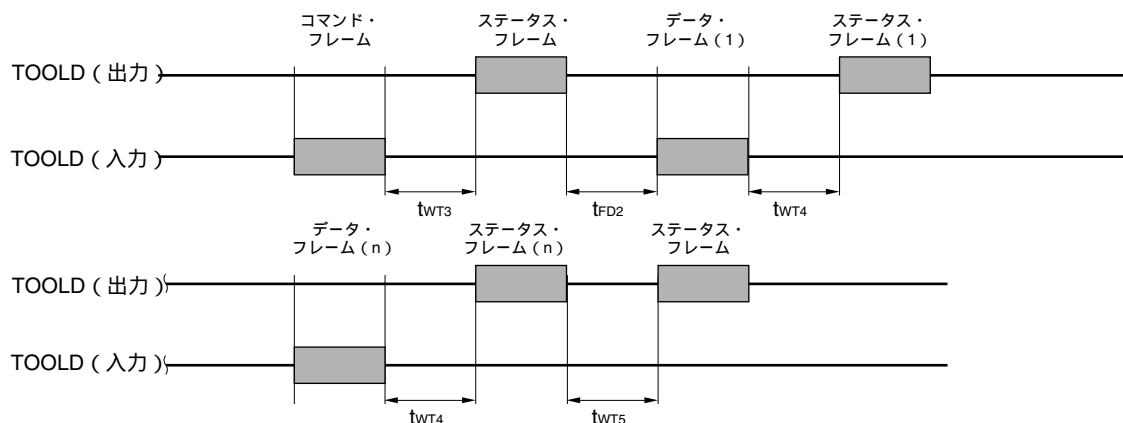 コマンド・
フレーム
ステータス・
フレーム
データ・
フレーム（1）
ステータス・
フレーム（1）
TOOLD（出力）
TOOLD（入力）
tWT3
tFD2
tWT4
データ・
フレーム（n）
ステータス・
フレーム（n）
ステータス・
フレーム
TOOLD（出力）
TOOLD（入力）
tWT4
tWT5